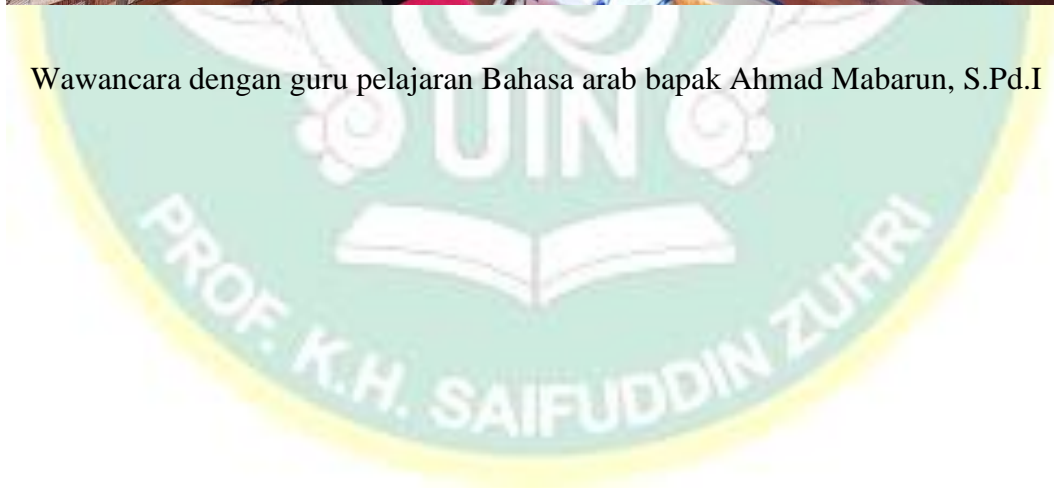 Wawancara dengan guru pelajaran Bahasa arab bapak Ahmad Mabarun, S.Pd.I
UIN
PROF. K.H. SAIFUDDIN ZUHRI